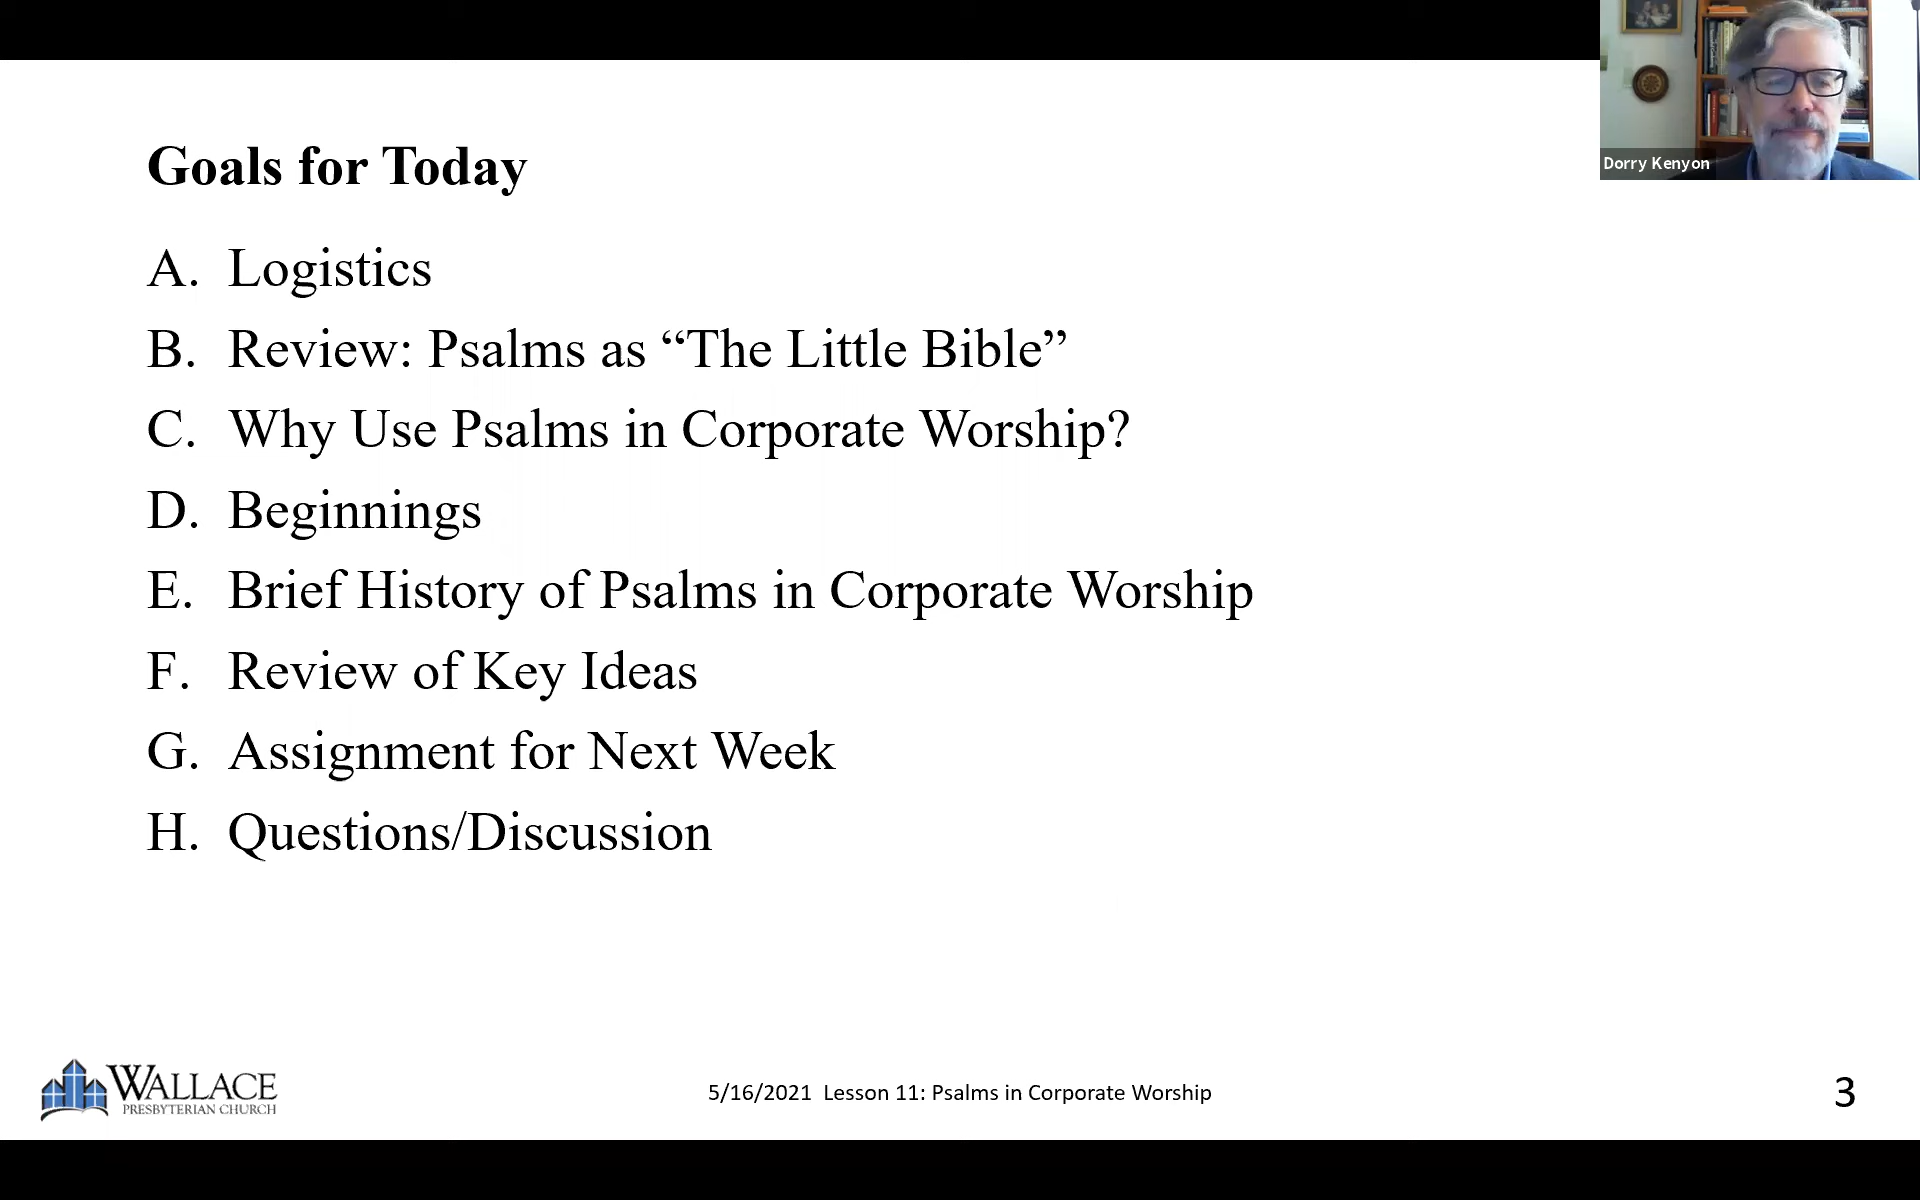 Dorry Kenyon
Goals for Today
A. Logistics
B. Review: Psalms as “The Little Bible”
C. Why Use Psalms in Corporate Worship?
D. Beginnings
E. Brief History of Psalms in Corporate Worship
F. Review of Key Ideas
G. Assignment for Next Week
H. Questions/Discussion
WALLACE
PRESBYTERIAN CHURCH
5/16/2021 Lesson 11: Psalms in Corporate Worship
3